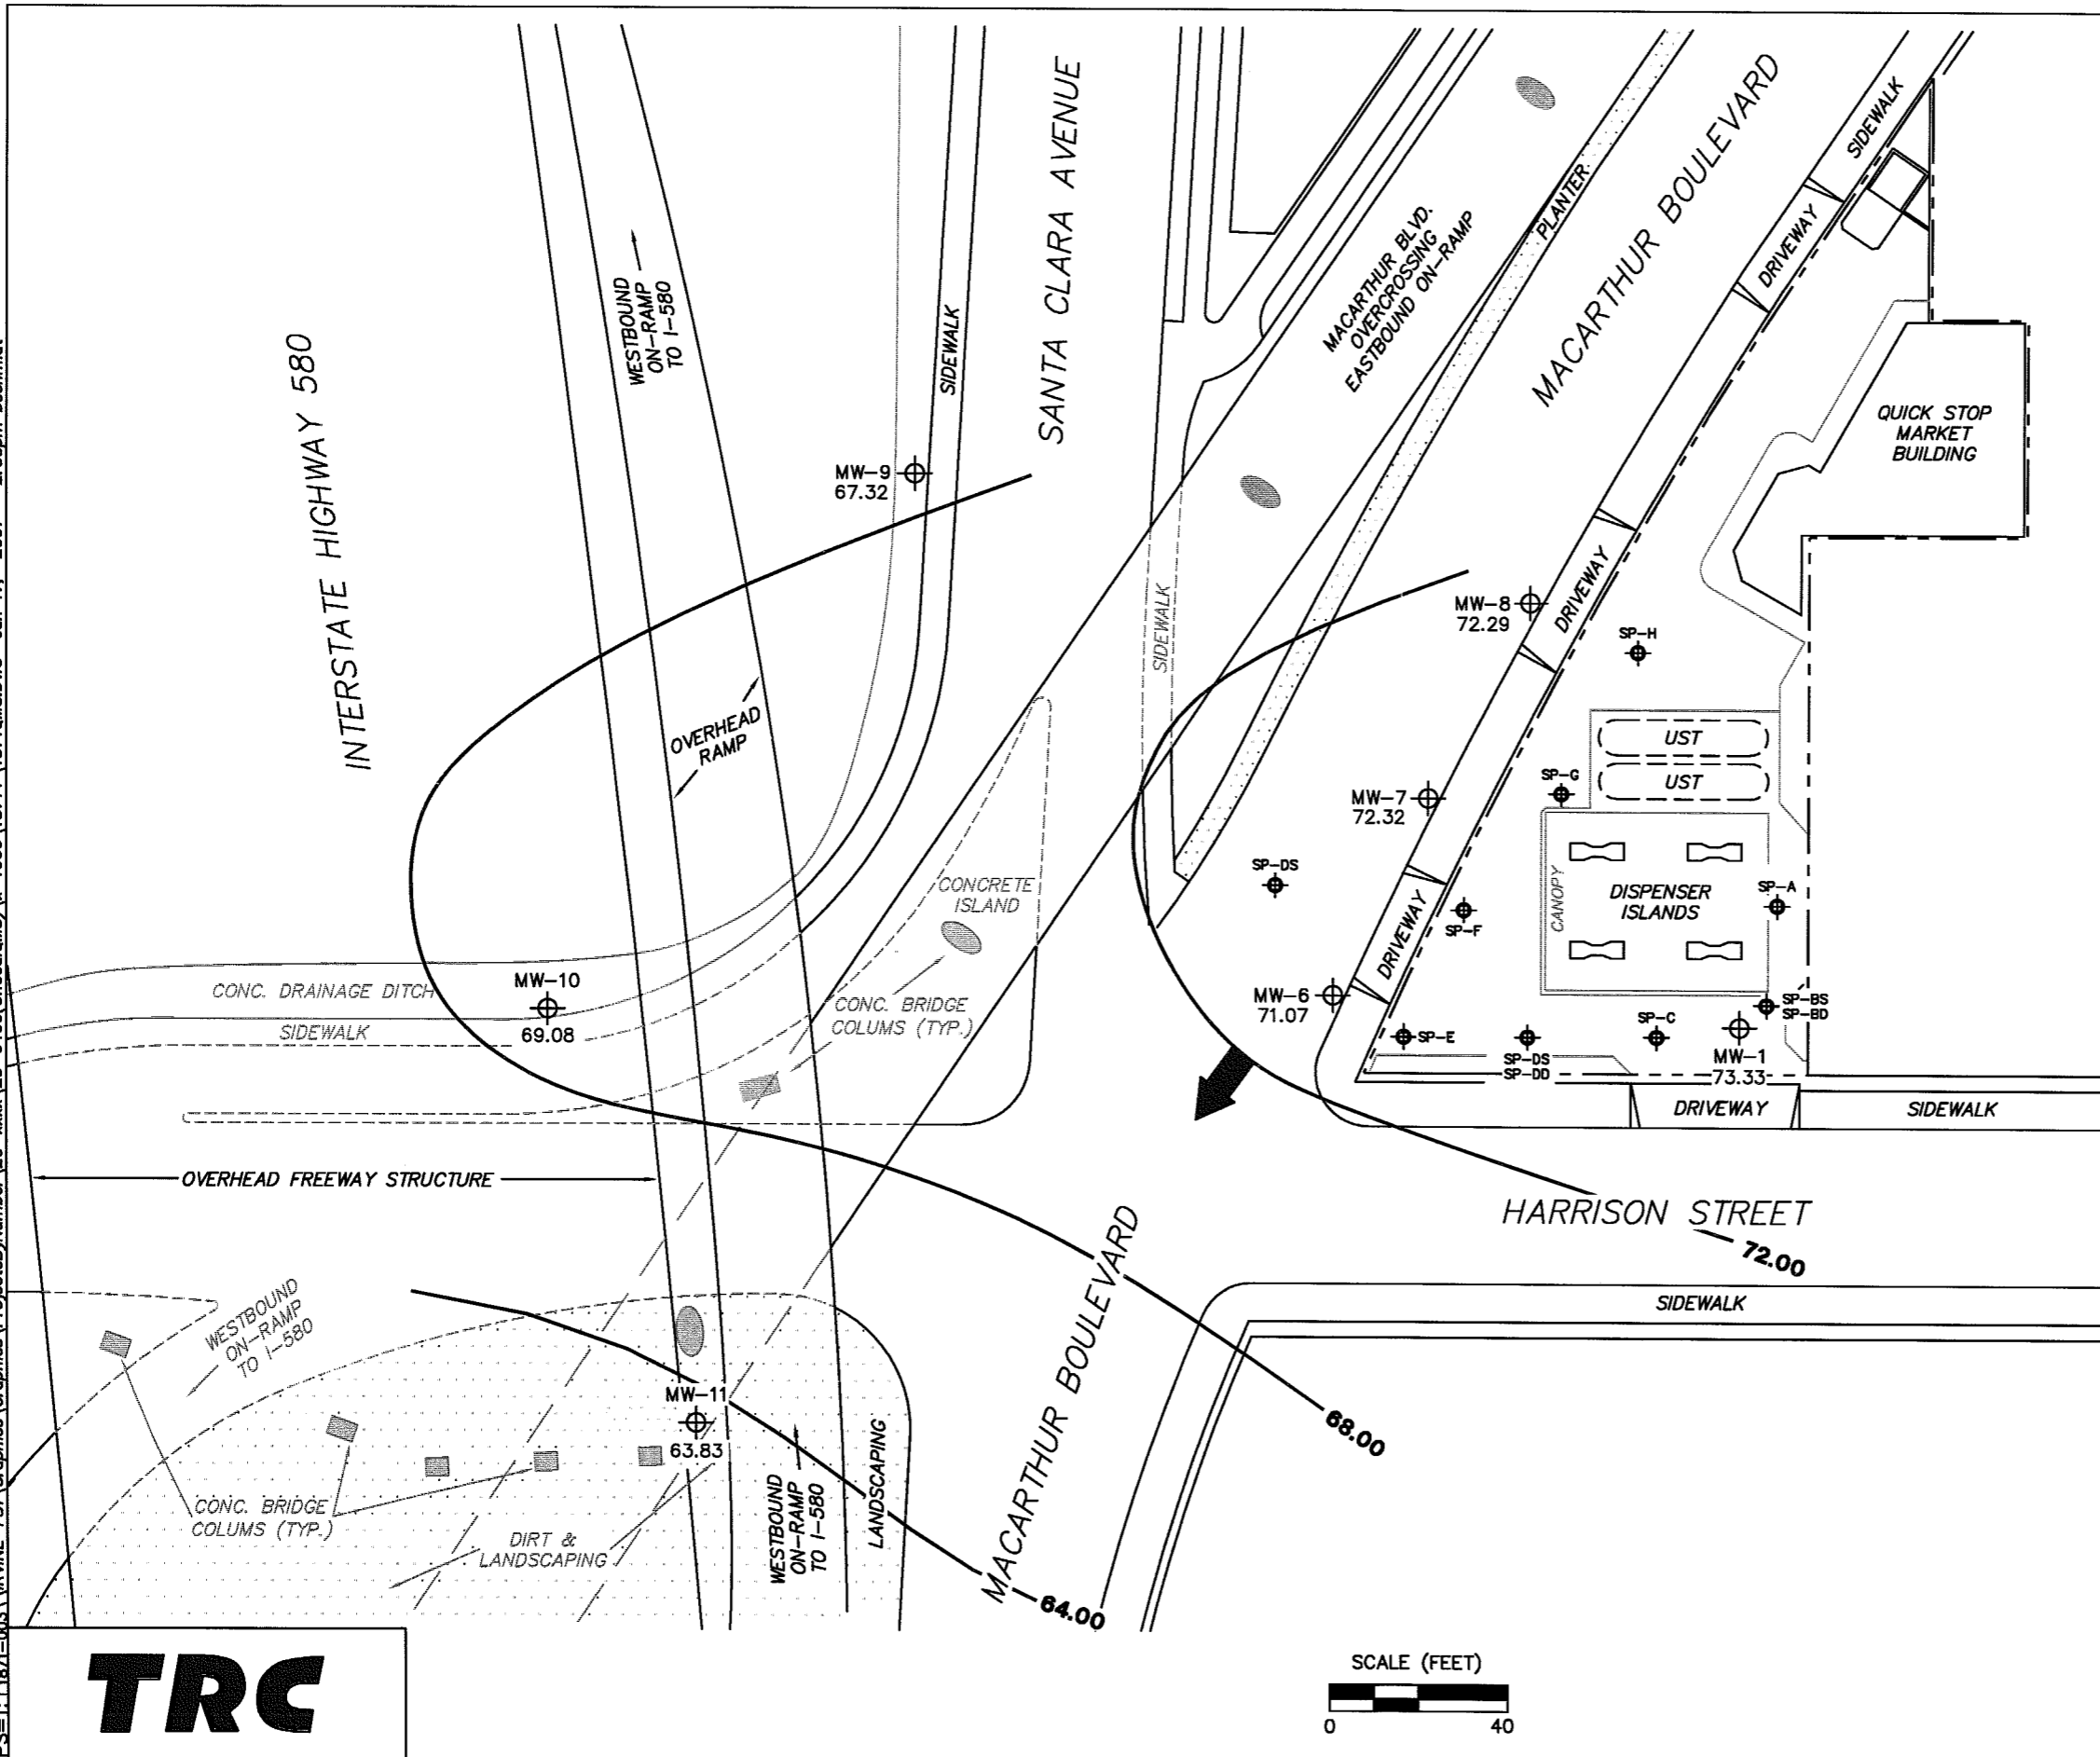 SANTA CLARA AVENUE
MACARTHUR BOULEVARD
SIDEWALK
PLANTER
DRIVEWAY
MACARTHUR BLVD.
OVERCROSSING
EASTBOUND ON-RAMP
WESTBOUND
ON-RAMP
TO I-580
SIDEWALK
INTERSTATE HIGHWAY 580
QUICK STOP
MARKET
BUILDING
MW-9
67.32
DRIVEWAY
SIDEWALK
MW-8
72.29
SP-H
OVERHEAD
RAMP
UST
UST
SP-G
MW-7
72.32
SP-DS
CONCRETE
ISLAND
CANOPY
DISPENSER
ISLANDS
SP-A
SP-F
DRIVEWAY
CONC. DRAINAGE DITCH
MW-10
69.08
SIDEWALK
CONC. BRIDGE
COLUMS (TYP.)
MW-6
71.07
SP-BS
SP-BD
SP-E
SP-DS
SP-DD
SP-C
MW-1
73.33
DRIVEWAY
SIDEWALK
OVERHEAD FREEWAY STRUCTURE
HARRISON STREET
72.00
SIDEWALK
WESTBOUND
ON-RAMP
TO I-580
MACARTHUR BOULEVARD
MW-11
63.83
68.00
CONC. BRIDGE
COLUMS (TYP.)
DIRT &
LANDSCAPING
WESTBOUND
ON-RAMP
TO I-580
LANDSCAPING
64.00
TRC
SCALE (FEET)
0 40